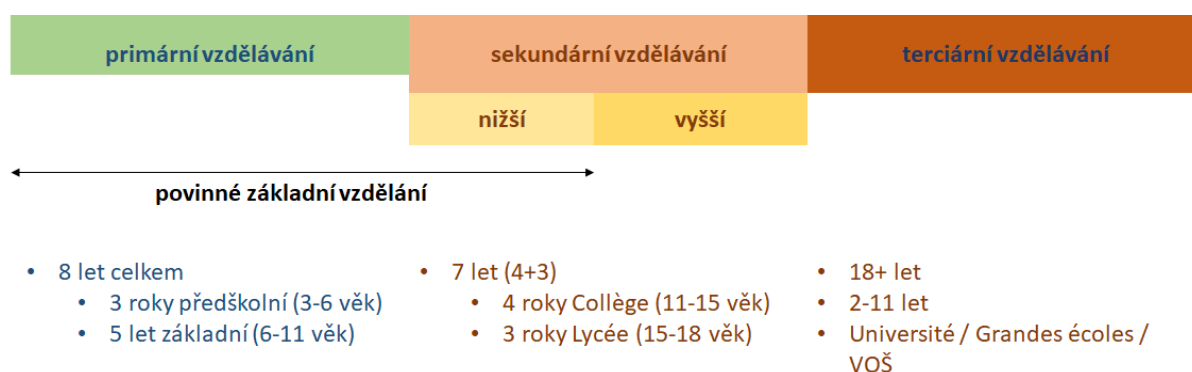 primární vzdělávání
sekundární vzdělávání
terciární vzdělávání
nižší
vyšší
povinné základní vzdělání
• 8 let celkem
• 3 roky předškolní (3-6 věk)
• 5 let základní (6-11 věk)
• 7 let (4+3)
• 4 roky Collège (11-15 věk)
• 3 roky Lycée (15-18 věk)
• 18+ let
• 2-11 let
• Université / Grandes écoles /
VOŠ